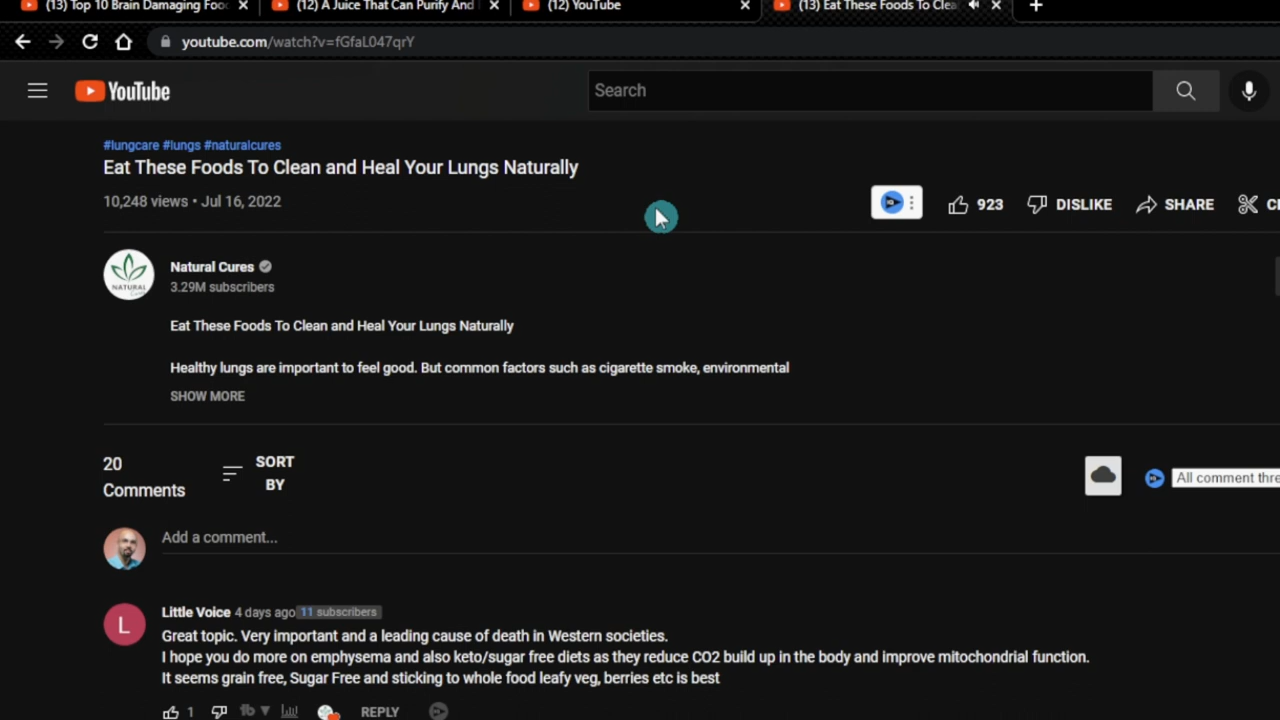 (13) Top 10 Brain Damaging Foo
(12) A Juice That Can Purify And
(12) YouTube
(13) Eat These Foods To Clea
youtube.com/watch?v=fGfaL047qrY
YouTube
Search
#lungcare #lungs #naturalcures
Eat These Foods To Clean and Heal Your Lungs Naturally
10,248 views • Jul 16, 2022
923
DISLIKE
SHARE
NATURAL
Natural Cures
3.29M subscribers
Eat These Foods To Clean and Heal Your Lungs Naturally
Healthy lungs are important to feel good. But common factors such as cigarette smoke, environmental
SHOW MORE
20
Comments
SORT
BY
All comment thre
Add a comment...
L
Little Voice 4 days ago 11 subscribers
Great topic. Very important and a leading cause of death in Western societies.
I hope you do more on emphysema and also keto/sugar free diets as they reduce CO2 build up in the body and improve mitochondrial function.
It seems grain free, Sugar Free and sticking to whole food leafy veg, berries etc is best
1
REPLY